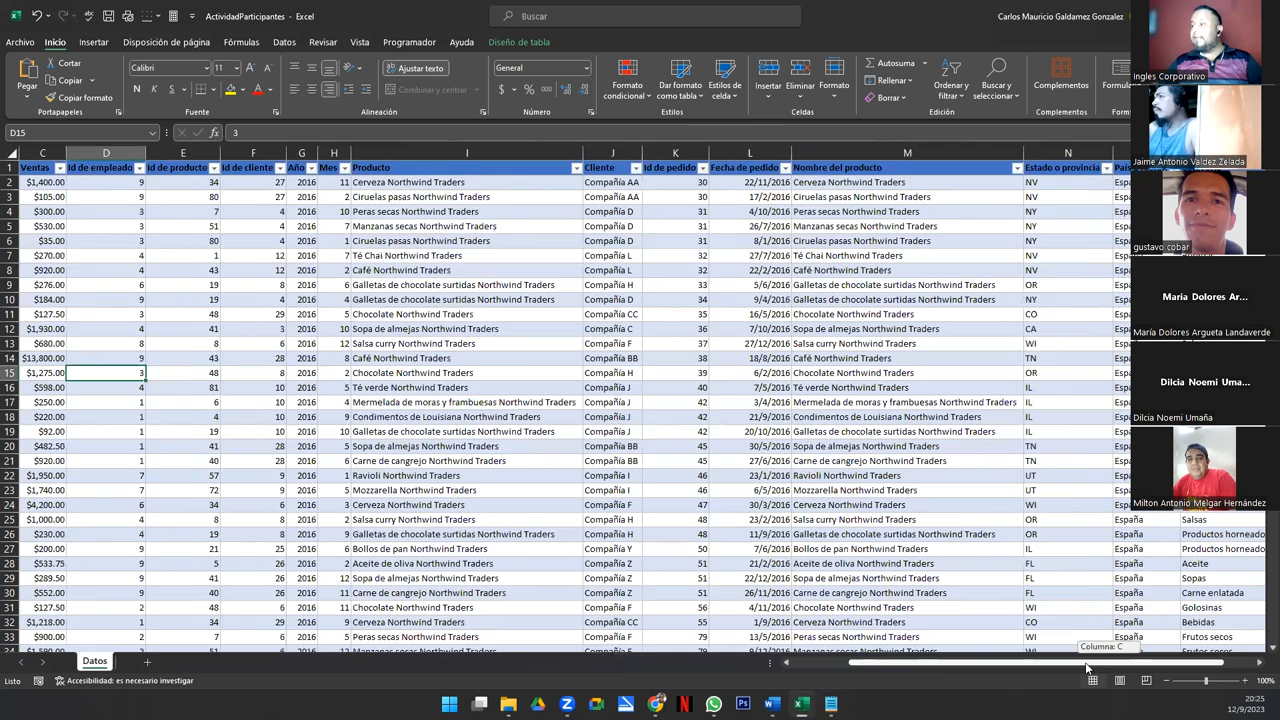 ActividadParticipantes - Excel
Buscar
Carlos Mauricio Galdamez Gonzalez
Archivo Inicio Insertar Disposición de página Fórmulas Datos Revisar Vista Programador Ayuda Diseño de tabla
Pegar
Cortar
Copiar
Copiar formato
Portapapeles
Calibri 11
N K S
Fuente
Ajustar texto
Combinar y centrar
Alineación
General
$ % 000
Número
Formato condicional
Dar formato como tabla
Estilos de celda
Estilos
Insertar
Eliminar
Formato
Celdas
Autosuma
Rellenar
Borrar
Ordenar y filtrar
Buscar y seleccionar
Edición
Complementos
Complementos
D15 fx 3
C D E F G H I J K L M N
1 Ventas Id de empleado Id de producto Id de cliente Año Mes Producto Cliente Id de pedido Fecha de pedido Nombre del producto Estado o provincia
2 $1,400.00 9 34 27 2016 11 Cerveza Northwind Traders Compañía AA 30 22/11/2016 Cerveza Northwind Traders NV
3 $105.00 9 80 27 2016 2 Ciruelas pasas Northwind Traders Compañía AA 30 17/2/2016 Ciruelas pasas Northwind Traders NV
4 $300.00 3 7 4 2016 10 Peras secas Northwind Traders Compañía D 31 4/10/2016 Peras secas Northwind Traders NY
5 $530.00 3 51 4 2016 7 Manzanas secas Northwind Traders Compañía D 31 26/7/2016 Manzanas secas Northwind Traders NY
6 $35.00 3 80 4 2016 1 Ciruelas pasas Northwind Traders Compañía D 31 8/1/2016 Ciruelas pasas Northwind Traders NY
7 $270.00 4 1 12 2016 7 Té Chai Northwind Traders Compañía L 32 27/7/2016 Té Chai Northwind Traders NV
8 $920.00 4 43 12 2016 2 Café Northwind Traders Compañía L 32 22/2/2016 Café Northwind Traders NV
9 $276.00 6 19 8 2016 6 Galletas de chocolate surtidas Northwind Traders Compañía H 33 5/6/2016 Galletas de chocolate surtidas Northwind Traders OR
10 $184.00 9 19 4 2016 4 Galletas de chocolate surtidas Northwind Traders Compañía D 34 9/4/2016 Galletas de chocolate surtidas Northwind Traders NY
11 $127.50 3 48 29 2016 5 Chocolate Northwind Traders Compañía CC 35 31/5/2016 Chocolate Northwind Traders CO
12 $1,930.00 4 41 3 2016 10 Sopa de almejas Northwind Traders Compañía C 36 7/10/2016 Sopa de almejas Northwind Traders CA
13 $680.00 8 8 6 2016 12 Salsa curry Northwind Traders Compañía F 37 5/12/2016 Salsa curry Northwind Traders WI
14 $13,800.00 9 43 28 2016 8 Café Northwind Traders Compañía BB 38 18/8/2016 Café Northwind Traders TN
15 $1,275.00 3 48 8 2016 2 Chocolate Northwind Traders Compañía H 39 6/2/2016 Chocolate Northwind Traders OR
16 $598.00 4 81 10 2016 5 Té verde Northwind Traders Compañía J 40 7/5/2016 Té verde Northwind Traders IL
17 $250.00 1 6 10 2016 4 Mermelada de moras y frambuesas Northwind Traders Compañía J 42 3/4/2016 Mermelada de moras y frambuesas Northwind Traders IL
18 $220.00 1 4 10 2016 9 Condimentos de Louisiana Northwind Traders Compañía J 42 21/9/2016 Condimentos de Louisiana Northwind Traders IL
19 $92.00 1 19 10 2016 10 Galletas de chocolate surtidas Northwind Traders Compañía J 42 5/10/2016 Galletas de chocolate surtidas Northwind Traders IL
20 $482.50 1 41 28 2016 5 Sopa de almejas Northwind Traders Compañía BB 45 30/5/2016 Sopa de almejas Northwind Traders TN
21 $920.00 1 40 28 2016 6 Carne de cangrejo Northwind Traders Compañía BB 45 27/6/2016 Carne de cangrejo Northwind Traders TN
22 $1,950.00 7 57 9 2016 1 Ravioli Northwind Traders Compañía I 46 17/1/2016 Ravioli Northwind Traders UT
23 $1,740.00 7 72 9 2016 5 Mozzarella Northwind Traders Compañía I 46 6/5/2016 Mozzarella Northwind Traders UT
24 $4,200.00 6 34 6 2016 3 Cerveza Northwind Traders Compañía F 47 30/3/2016 Cerveza Northwind Traders WI
25 $1,000.00 4 8 8 2016 2 Salsa curry Northwind Traders Compañía H 48 23/2/2016 Salsa curry Northwind Traders OR España Salsas
26 $230.00 4 19 8 2016 9 Galletas de chocolate surtidas Northwind Traders Compañía H 48 11/9/2016 Galletas de chocolate surtidas Northwind Traders OR España Productos horneado
27 $200.00 9 21 25 2016 6 Bollos de pan Northwind Traders Compañía Y 50 7/6/2016 Bollos de pan Northwind Traders IL España Productos horneado
28 $533.75 9 5 26 2016 2 Aceite de oliva Northwind Traders Compañía Z 51 21/2/2016 Aceite de oliva Northwind Traders FL España Aceite
29 $289.50 9 41 26 2016 12 Sopa de almejas Northwind Traders Compañía Z 51 22/12/2016 Sopa de almejas Northwind Traders FL España Sopas
30 $552.00 9 40 26 2016 11 Carne de cangrejo Northwind Traders Compañía Z 51 26/11/2016 Carne de cangrejo Northwind Traders FL España Carne enlatada
31 $127.50 2 48 6 2016 11 Chocolate Northwind Traders Compañía F 56 4/11/2016 Chocolate Northwind Traders WI España Golosinas
32 $1,218.00 1 34 29 2016 9 Cerveza Northwind Traders Compañía CC 55 1/9/2016 Cerveza Northwind Traders CO España Bebidas
33 $900.00 2 7 6 2016 5 Peras secas Northwind Traders Compañía F 79 13/5/2016 Peras secas Northwind Traders WI España Frutos secos
Columna: C
Datos
Listo Accesibilidad: es necesario investigar 100%
20:25
12/9/2023
Ingles Corporativo
Jaime Antonio Valdez Zelada
gustavo cobar
María Dolores Ar...
María Dolores Argueta Landaverde
Dilcia Noemi Uma...
Dilcia Noemi Umaña
Milton Antonio Melgar Hernández